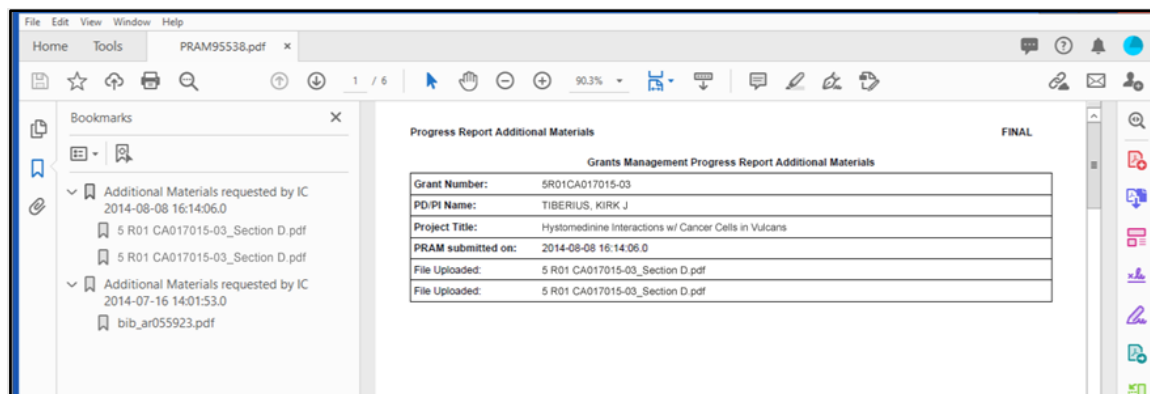 File Edit View Window Help
Home Tools PRAM95538.pdf ×
1 / 6 90.3%
Bookmarks
Additional Materials requested by IC
2014-08-08 16:14:06.0
5 R01 CA017015-03_Section D.pdf
5 R01 CA017015-03_Section D.pdf
Additional Materials requested by IC
2014-07-16 14:01:53.0
bib_ar055923.pdf
Progress Report Additional Materials FINAL
Grants Management Progress Report Additional Materials
Grant Number: 5R01CA017015-03
PD/PI Name: TIBERIUS, KIRK J
Project Title: Hystomedinine Interactions w/ Cancer Cells in Vulcans
PRAM submitted on: 2014-08-08 16:14:06.0
File Uploaded: 5 R01 CA017015-03_Section D.pdf
File Uploaded: 5 R01 CA017015-03_Section D.pdf